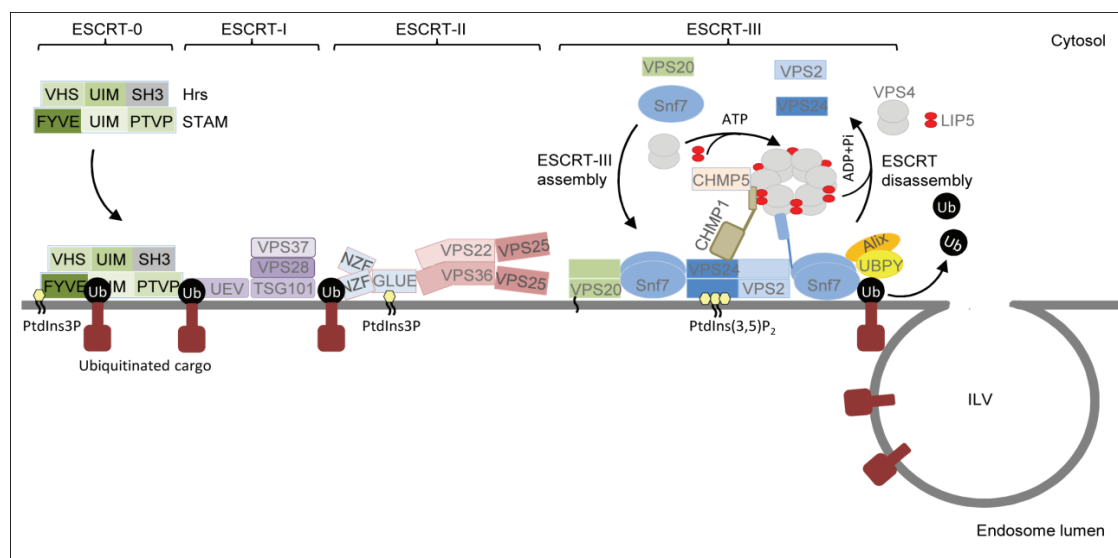 ESCRT-0 ESCRT-I ESCRT-II ESCRT-III
Cytosol
VHS UIM SH3 Hrs
FYVE UIM PTVP STAM
VPS20
Snf7
VPS2
VPS24
VPS4
LIP5
ATP
ADP+Pi
ESCRT-III
assembly
ESCRT
disassembly
CHMP5
CHMP1
Ub
Ub
VHS UIM SH3
FYVE Ub IM PTVP Ub
VPS37
VPS28
UEV TSG101
Ub
NZF
NZF
GLUE
VPS22 VPS25
VPS36 VPS25
VPS20
Snf7
VPS24
VPS2
Snf7
Alix
UBPY
Ub
PtdIns3P
PtdIns3P
PtdIns(3,5)P2
Ubiquitinated cargo
ILV
Endosome lumen